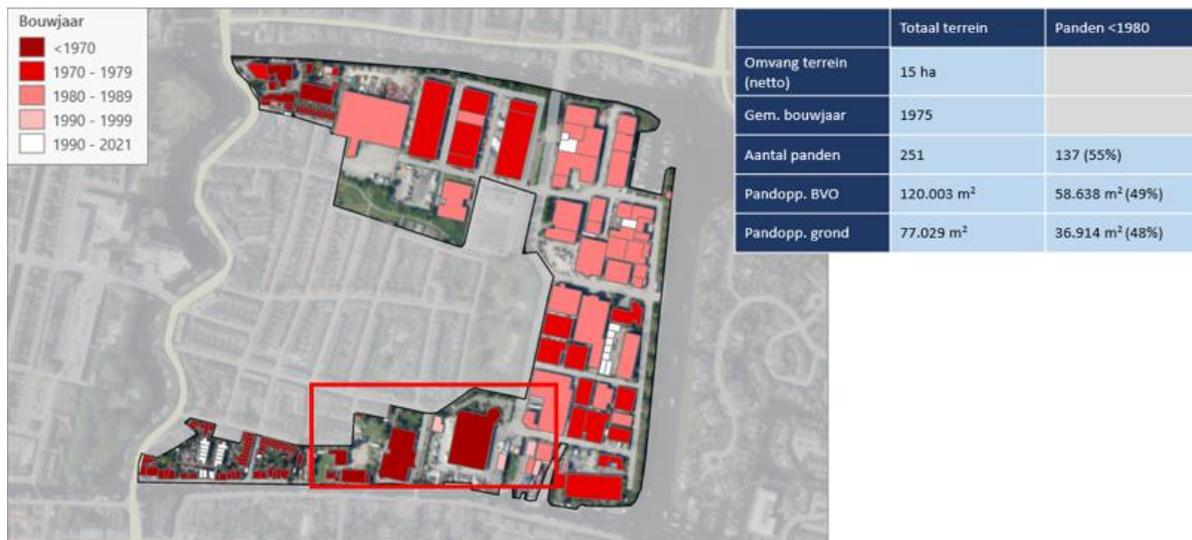 Bouwjaar
<1970
1970 - 1979
1980 - 1989
1990 - 1999
1990 - 2021
Totaal terrein Panden <1980
Omvang terrein
(netto) 15 ha
Gem. bouwjaar 1975
Aantal panden 251 137 (55%)
Pandopp. BVO 120.003 m² 58.638 m² (49%)
Pandopp. grond 77.029 m² 36.914 m² (48%)